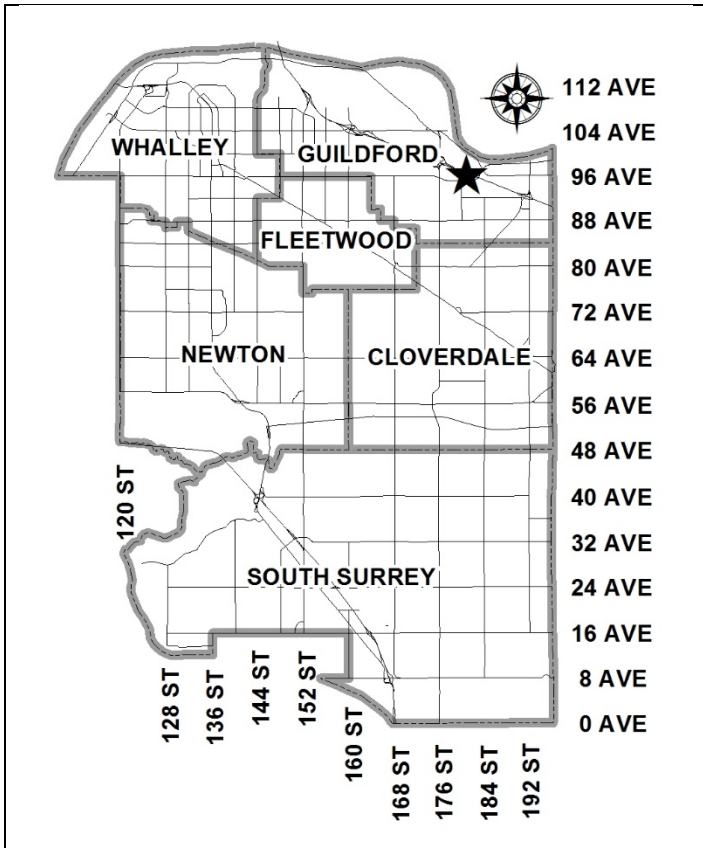 112 AVE
104 AVE
WHALLEY
GUILDFORD
96 AVE
88 AVE
FLEETWOOD
80 AVE
72 AVE
NEWTON
CLOVERDALE
64 AVE
56 AVE
48 AVE
120 ST
40 AVE
32 AVE
SOUTH SURREY
24 AVE
16 AVE
128 ST
136 ST
144 ST
152 ST
8 AVE
160 ST
0 AVE
168 ST
176 ST
184 ST
192 ST